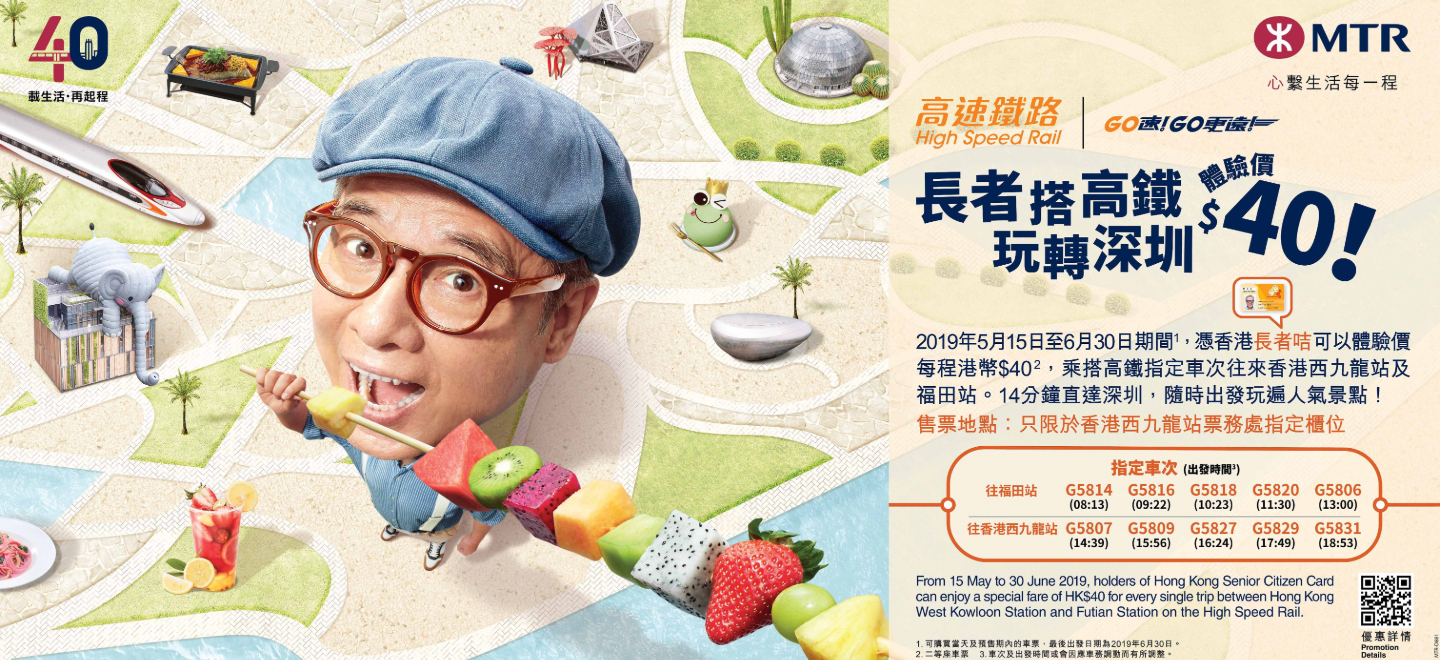 40
載生活·再起程
MTR
心繫生活每一程
高速鐵路
High Speed Rail
GO速!GO更遠!
長者搭高鐵
玩轉深圳
體驗價
$40!
2019年5月15日至6月30日期間¹，憑香港長者咭可以體驗價
每程港幣$40²，乘搭高鐵指定車次往來香港西九龍站及
福田站。14分鐘直達深圳，隨時出發玩遍人氣景點！
售票地點：只限於香港西九龍站票務處指定櫃位
指定車次 (出發時間³)
往福田站 G5814 G5816 G5818 G5820 G5806
(08:13) (09:22) (10:23) (11:30) (13:00)
往香港西九龍站 G5807 G5809 G5827 G5829 G5831
(14:39) (15:56) (16:24) (17:49) (18:53)
From 15 May to 30 June 2019, holders of Hong Kong Senior Citizen Card
can enjoy a special fare of HK$40 for every single trip between Hong Kong
West Kowloon Station and Futian Station on the High Speed Rail.
優惠詳情
Promotion
Details
1. 可購買當天及預售期內的車票，最後出發日期為2019年6月30日。
2. 二等座車票 3. 車次及出發時間或會因應車務調動而有所調整。